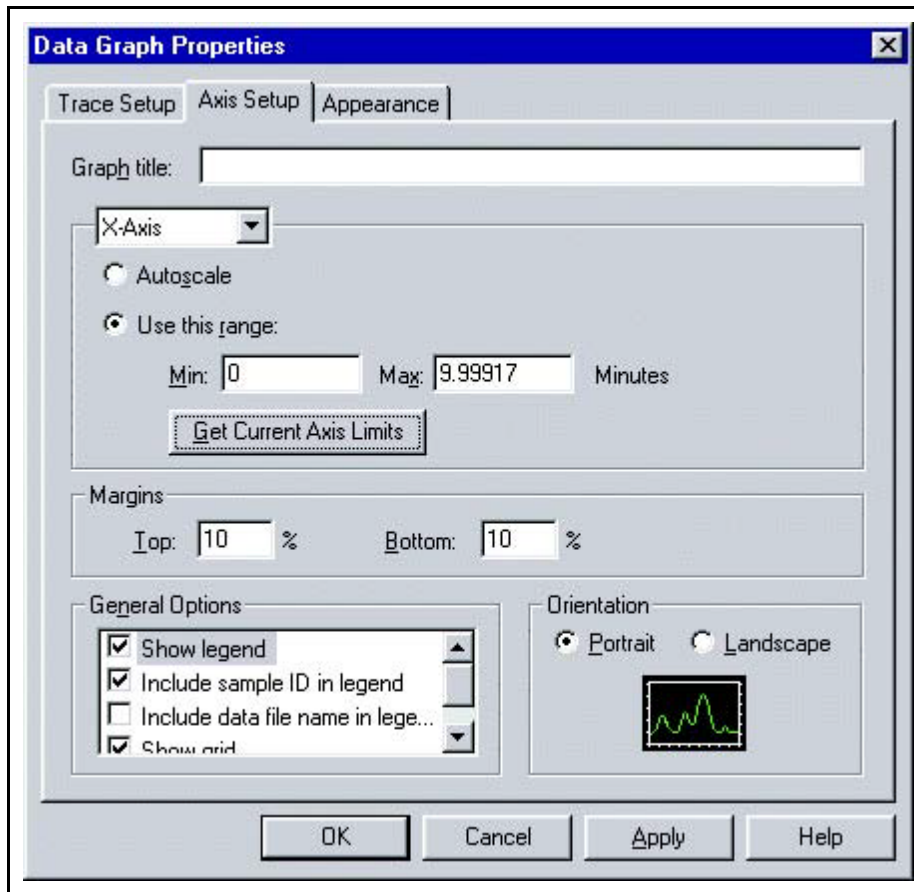 Data Graph Properties
Trace Setup Axis Setup Appearance
Graph title:
X-Axis
Autoscale
Use this range:
Min: 0 Max: 9.99917 Minutes
Get Current Axis Limits
Margins
Top: 10 % Bottom: 10 %
General Options
Show legend
Include sample ID in legend
Include data file name in lege...
Show grid
Orientation
Portrait Landscape
OK Cancel Apply Help